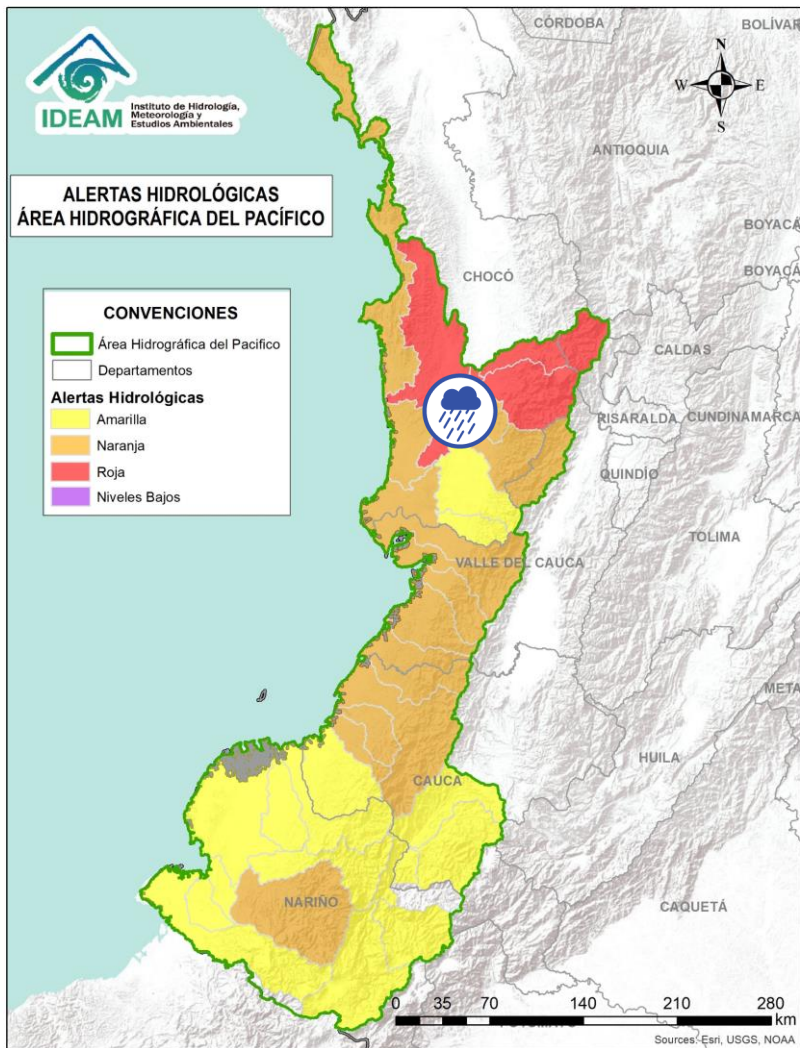 CÓRDOBA
BOLÍVAR
IDEAM
Instituto de Hidrología,
Meteorología y
Estudios Ambientales
N
W
E
S
ANTIOQUIA
ALERTAS HIDROLÓGICAS
ÁREA HIDROGRÁFICA DEL PACÍFICO
BOYACÁ
BOYACÁ
CHOCÓ
CONVENCIONES
Área Hidrográfica del Pacifico
Departamentos
Alertas Hidrológicas
Amarilla
Naranja
Roja
Niveles Bajos
CALDAS
RISARALDA
CUNDINAMARCA
QUINDÍO
TOLIMA
VALLE DEL CAUCA
META
HUILA
CAUCA
NARIÑO
CAQUETÁ
0 35 70 140 210 280
km
Sources: Esri, USGS, NOAA